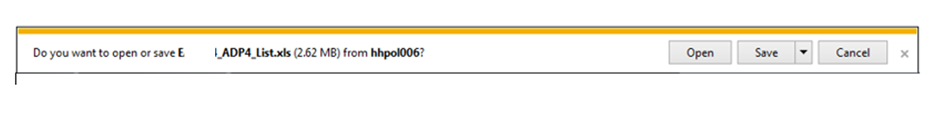 Do you want to open or save E _ADP4_List.xls (2.62 MB) from hhpol006? Open Save Cancel ×